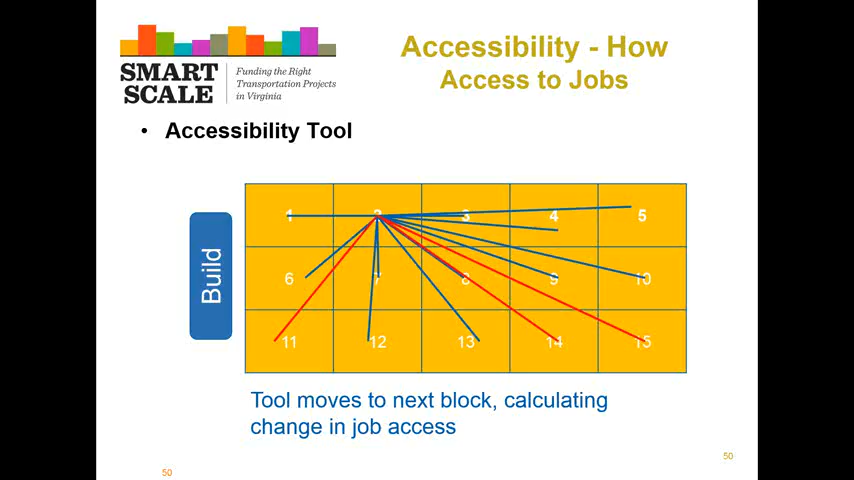 SMART
SCALE
Funding the Right
Transportation Projects
in Virginia
Accessibility - How
Access to Jobs
• Accessibility Tool
Build
1 2 3 4 5
6 7 8 9 10
11 12 13 14 15
Tool moves to next block, calculating
change in job access
50
50